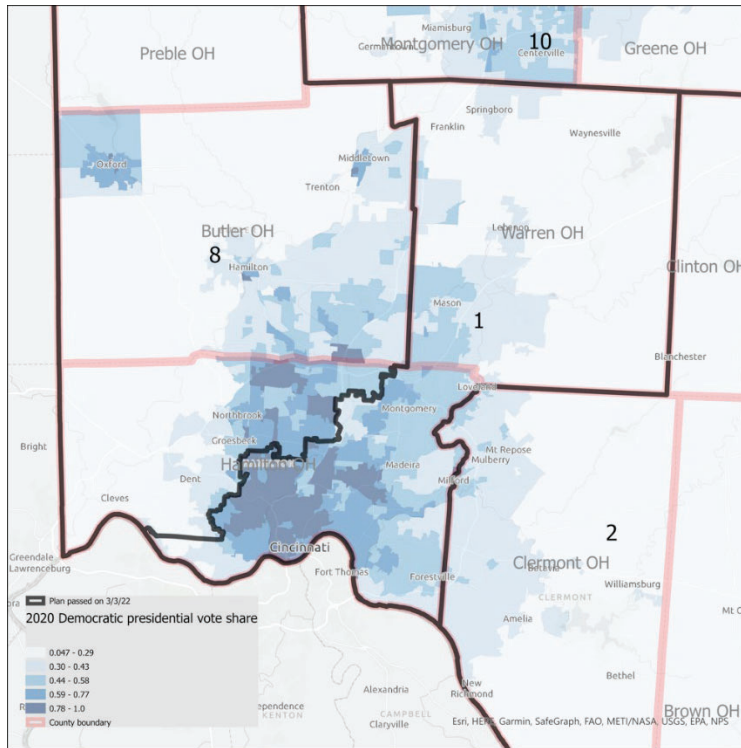 Miamisburg
10
Preble OH
Germantown
Montgomery OH
Centerville
Greene OH
Springboro
Franklin
Waynesville
Oxford
Middletown
Trenton
Butler OH
Lebanon
Warren OH
8
Hamilton
Clinton OH
Mason
1
Blanchester
Loveland
Northbrook
Montgomery
Groesbeck
Mt Repose
Bright
Hamilton OH
Madeira
Mulberry
Dent
Milford
Cleves
2
Cincinnati
Greendale
Lawrenceburg
Clermont OH
Batavia
Fort Thomas
Forestville
Williamsburg
CLERMONT
Plan passed on 3/3/22
Amelia
2020 Democratic presidential vote share
0.047 - 0.29
0.30 - 0.43
Bethel
0.44 - 0.58
New
Richmond
0.59 - 0.77
Alexandria
0.78 - 1.0
CAMPBELL
Brown OH
County boundary
KENTON
Claryville
Esri, HERE, Garmin, SafeGraph, FAO, METI/NASA, USGS, EPA, NPS